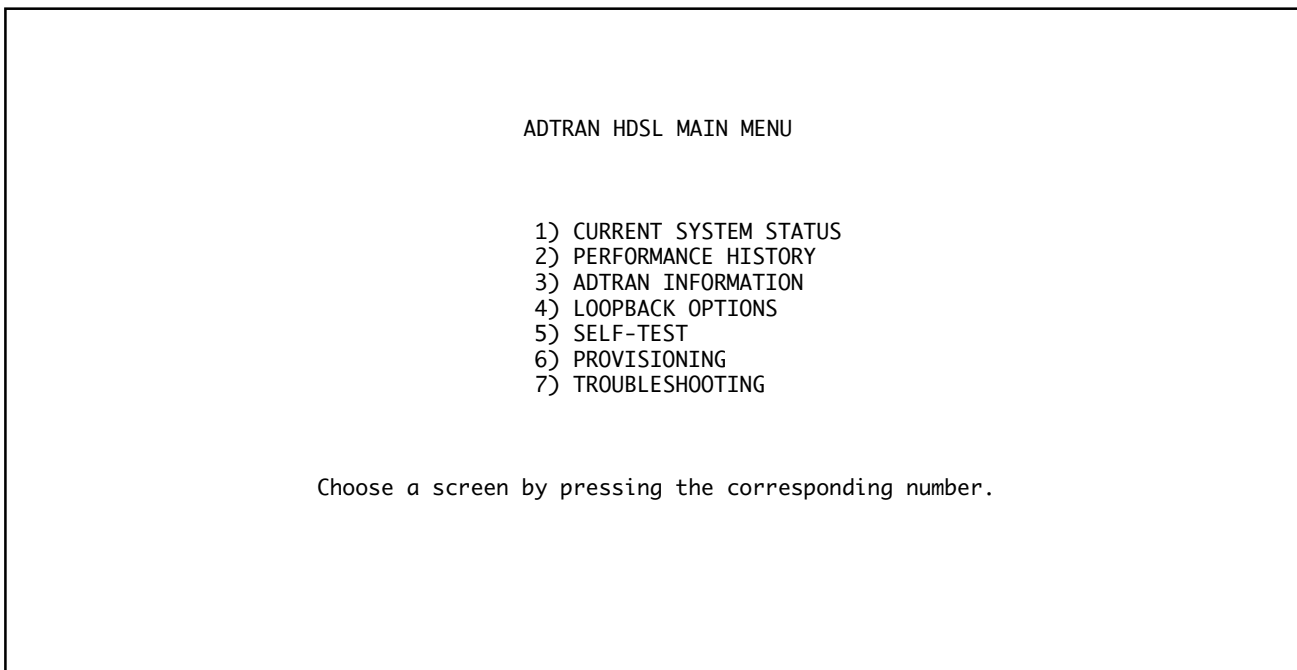 ADTRAN HDSL MAIN MENU
1) CURRENT SYSTEM STATUS
2) PERFORMANCE HISTORY
3) ADTRAN INFORMATION
4) LOOPBACK OPTIONS
5) SELF-TEST
6) PROVISIONING
7) TROUBLESHOOTING
Choose a screen by pressing the corresponding number.